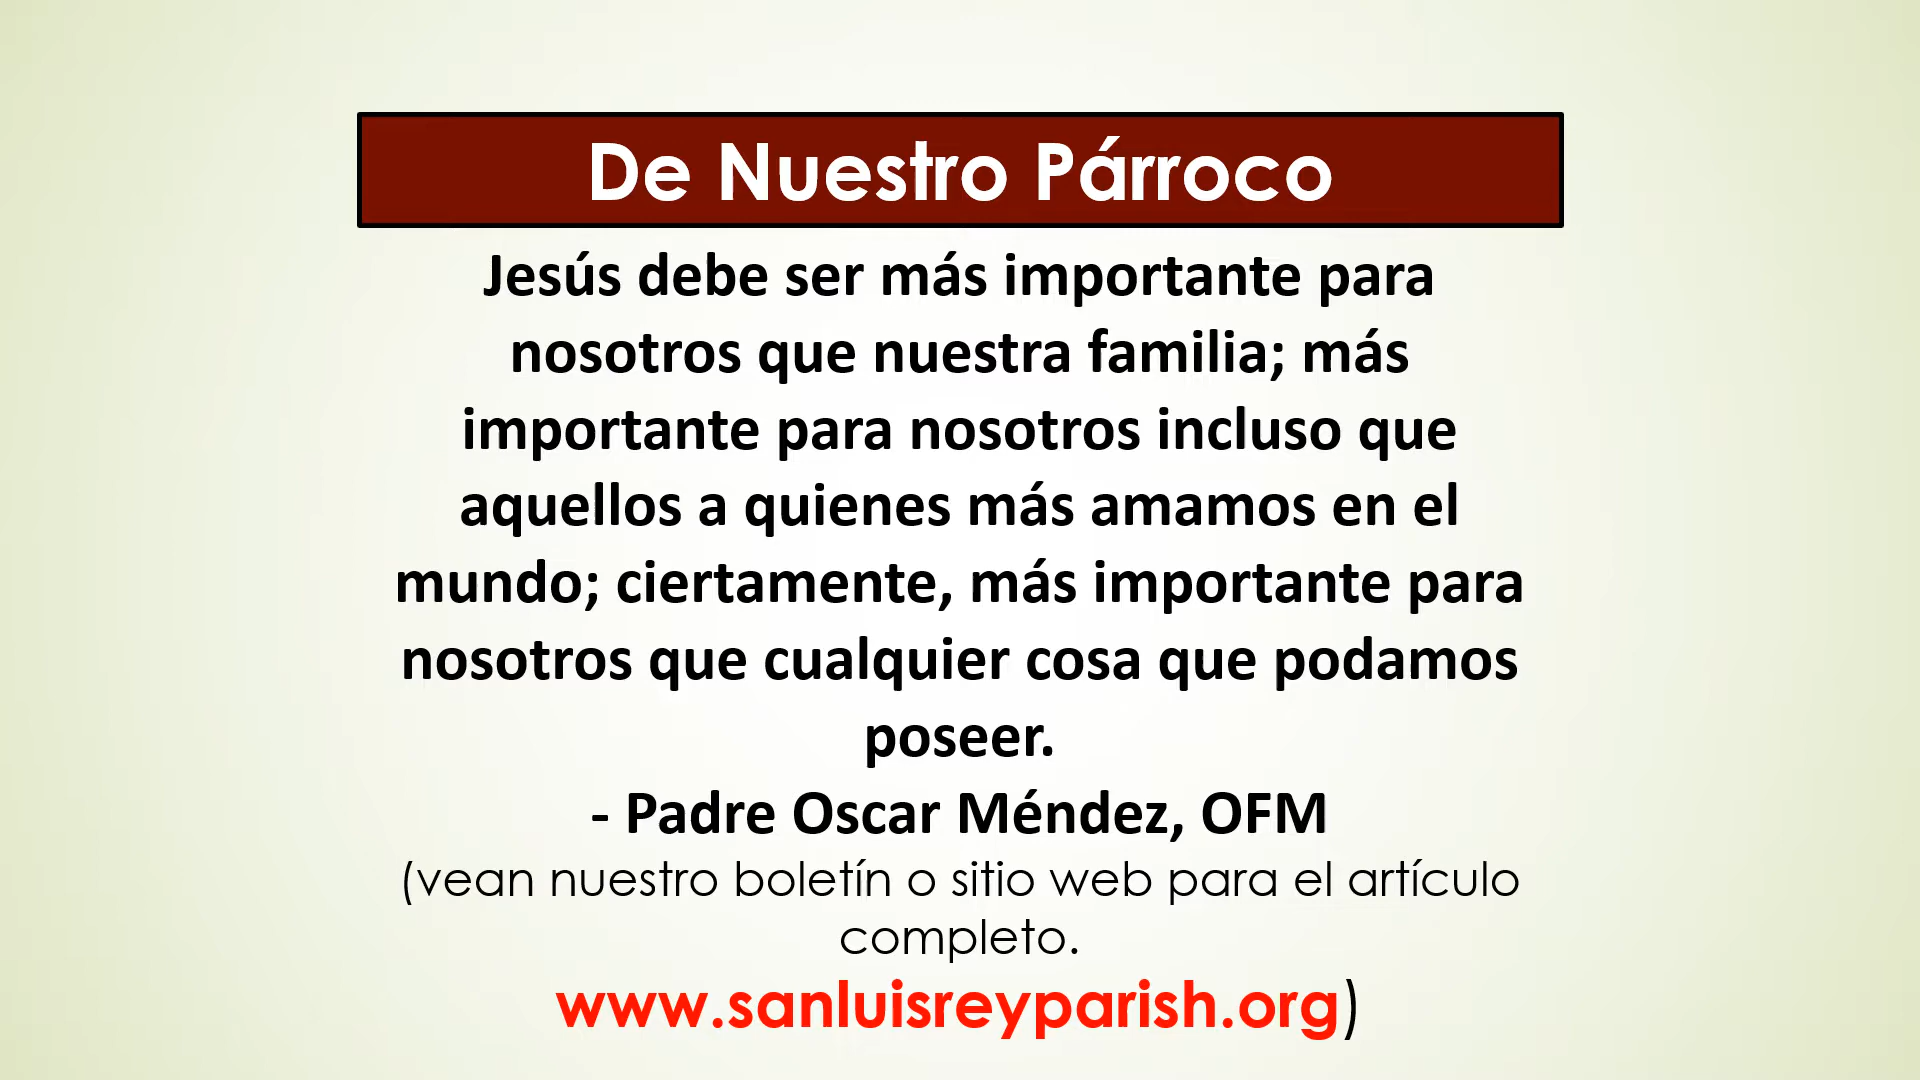 De Nuestro Párroco
Jesús debe ser más importante para
nosotros que nuestra familia; más
importante para nosotros incluso que
aquellos a quienes más amamos en el
mundo; ciertamente, más importante para
nosotros que cualquier cosa que podamos
poseer.
- Padre Oscar Méndez, OFM
(vean nuestro boletín o sitio web para el artículo
completo.
www.sanluisreyparish.org)